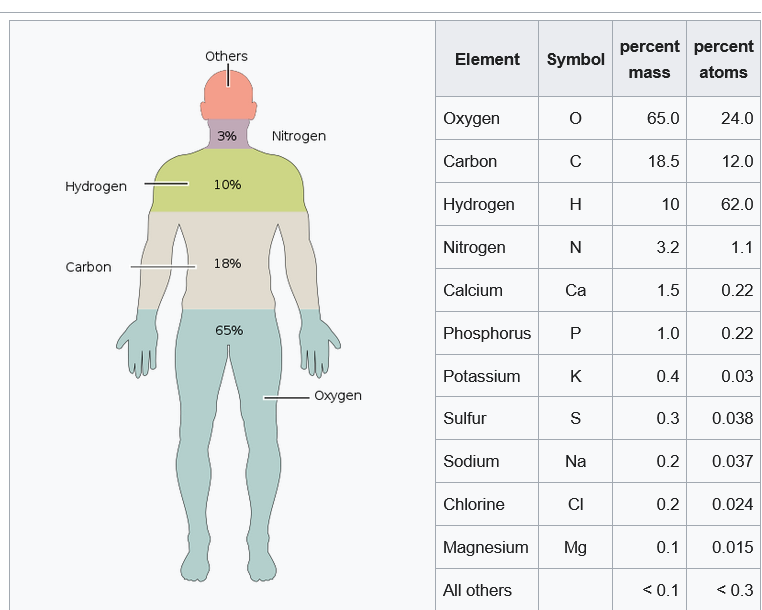 Others
3% Nitrogen
Hydrogen 10%
Carbon 18%
65%
Oxygen
Element Symbol percent mass percent atoms
Oxygen O 65.0 24.0
Carbon C 18.5 12.0
Hydrogen H 10 62.0
Nitrogen N 3.2 1.1
Calcium Ca 1.5 0.22
Phosphorus P 1.0 0.22
Potassium K 0.4 0.03
Sulfur S 0.3 0.038
Sodium Na 0.2 0.037
Chlorine Cl 0.2 0.024
Magnesium Mg 0.1 0.015
All others < 0.1 < 0.3